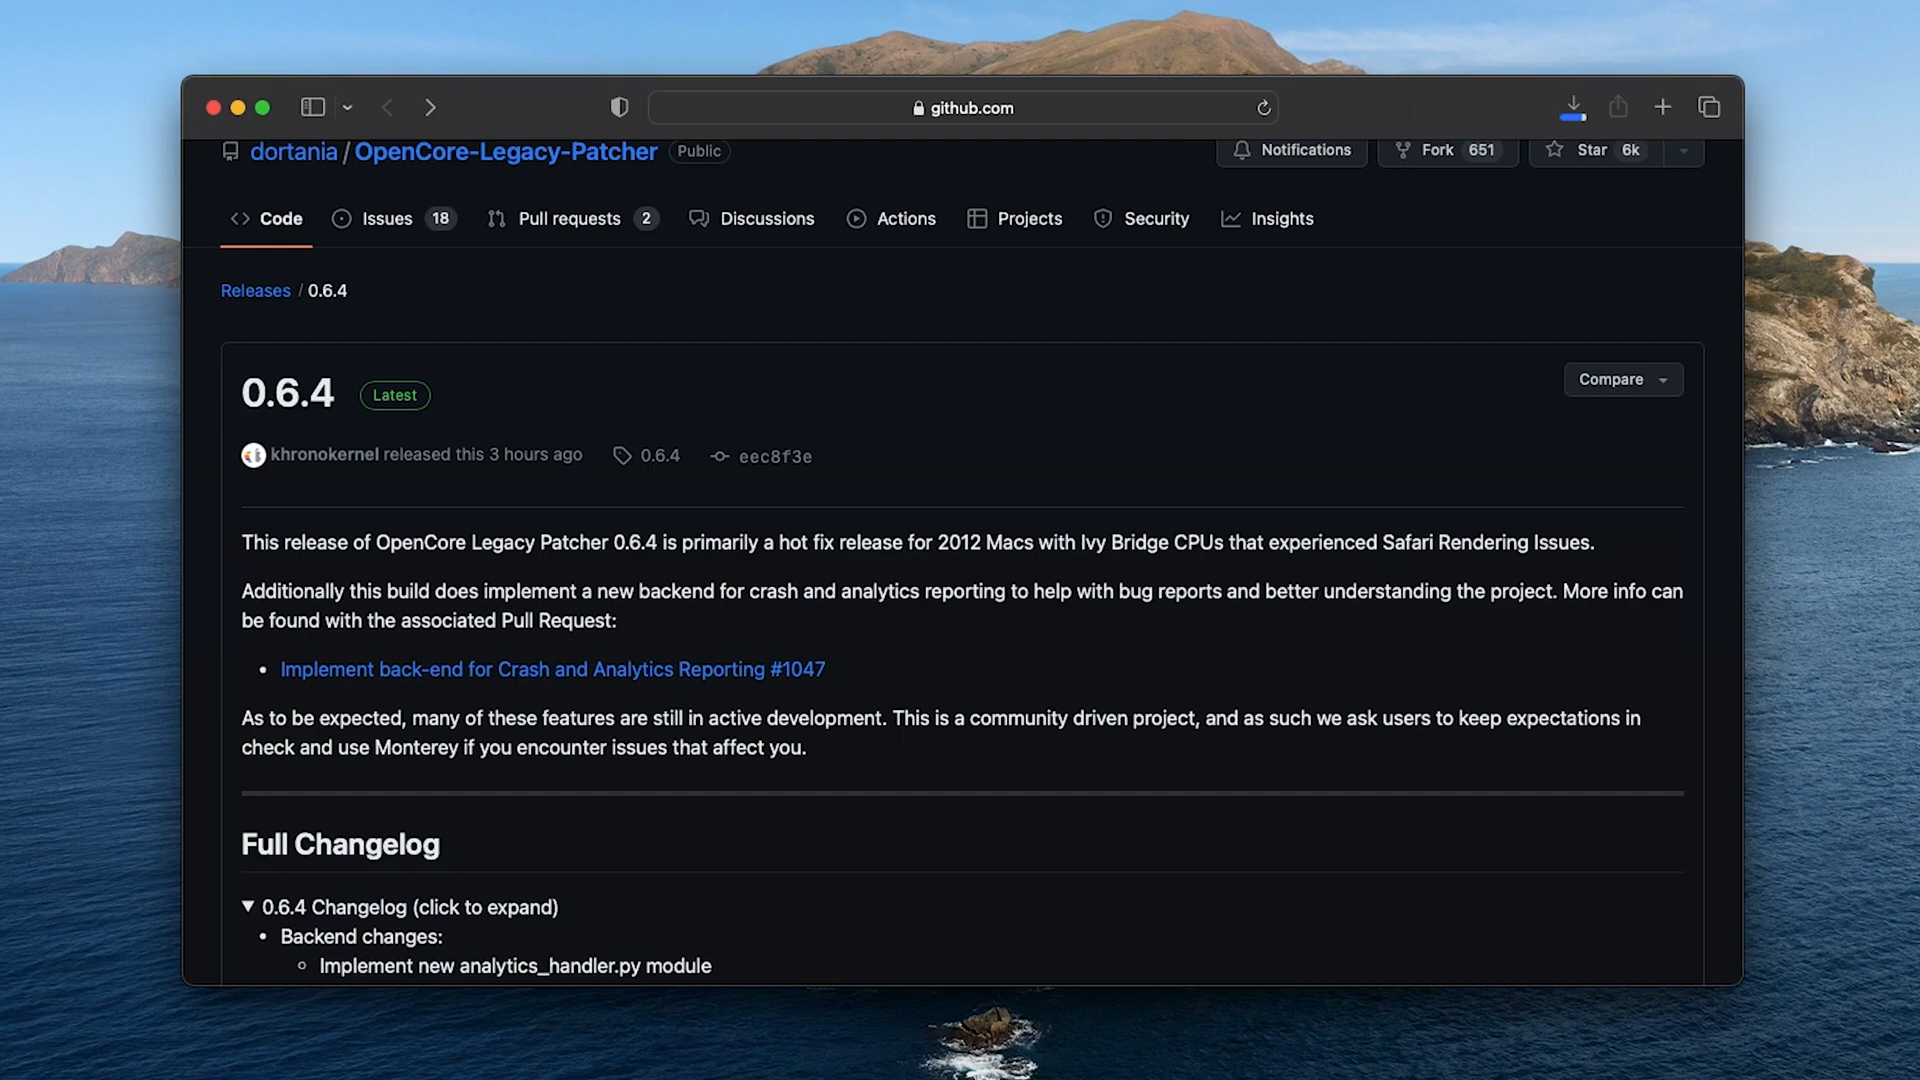 github.com
dortania / OpenCore-Legacy-Patcher Public
Notifications Fork 651 Star 6k
Code Issues 18 Pull requests 2 Discussions Actions Projects Security Insights
Releases / 0.6.4
0.6.4 Latest
Compare
khronokernel released this 3 hours ago 0.6.4 eec8f3e
This release of OpenCore Legacy Patcher 0.6.4 is primarily a hot fix release for 2012 Macs with Ivy Bridge CPUs that experienced Safari Rendering Issues.
Additionally this build does implement a new backend for crash and analytics reporting to help with bug reports and better understanding the project. More info can
be found with the associated Pull Request:
• Implement back-end for Crash and Analytics Reporting #1047
As to be expected, many of these features are still in active development. This is a community driven project, and as such we ask users to keep expectations in
check and use Monterey if you encounter issues that affect you.
Full Changelog
▼ 0.6.4 Changelog (click to expand)
• Backend changes:
○ Implement new analytics_handler.py module